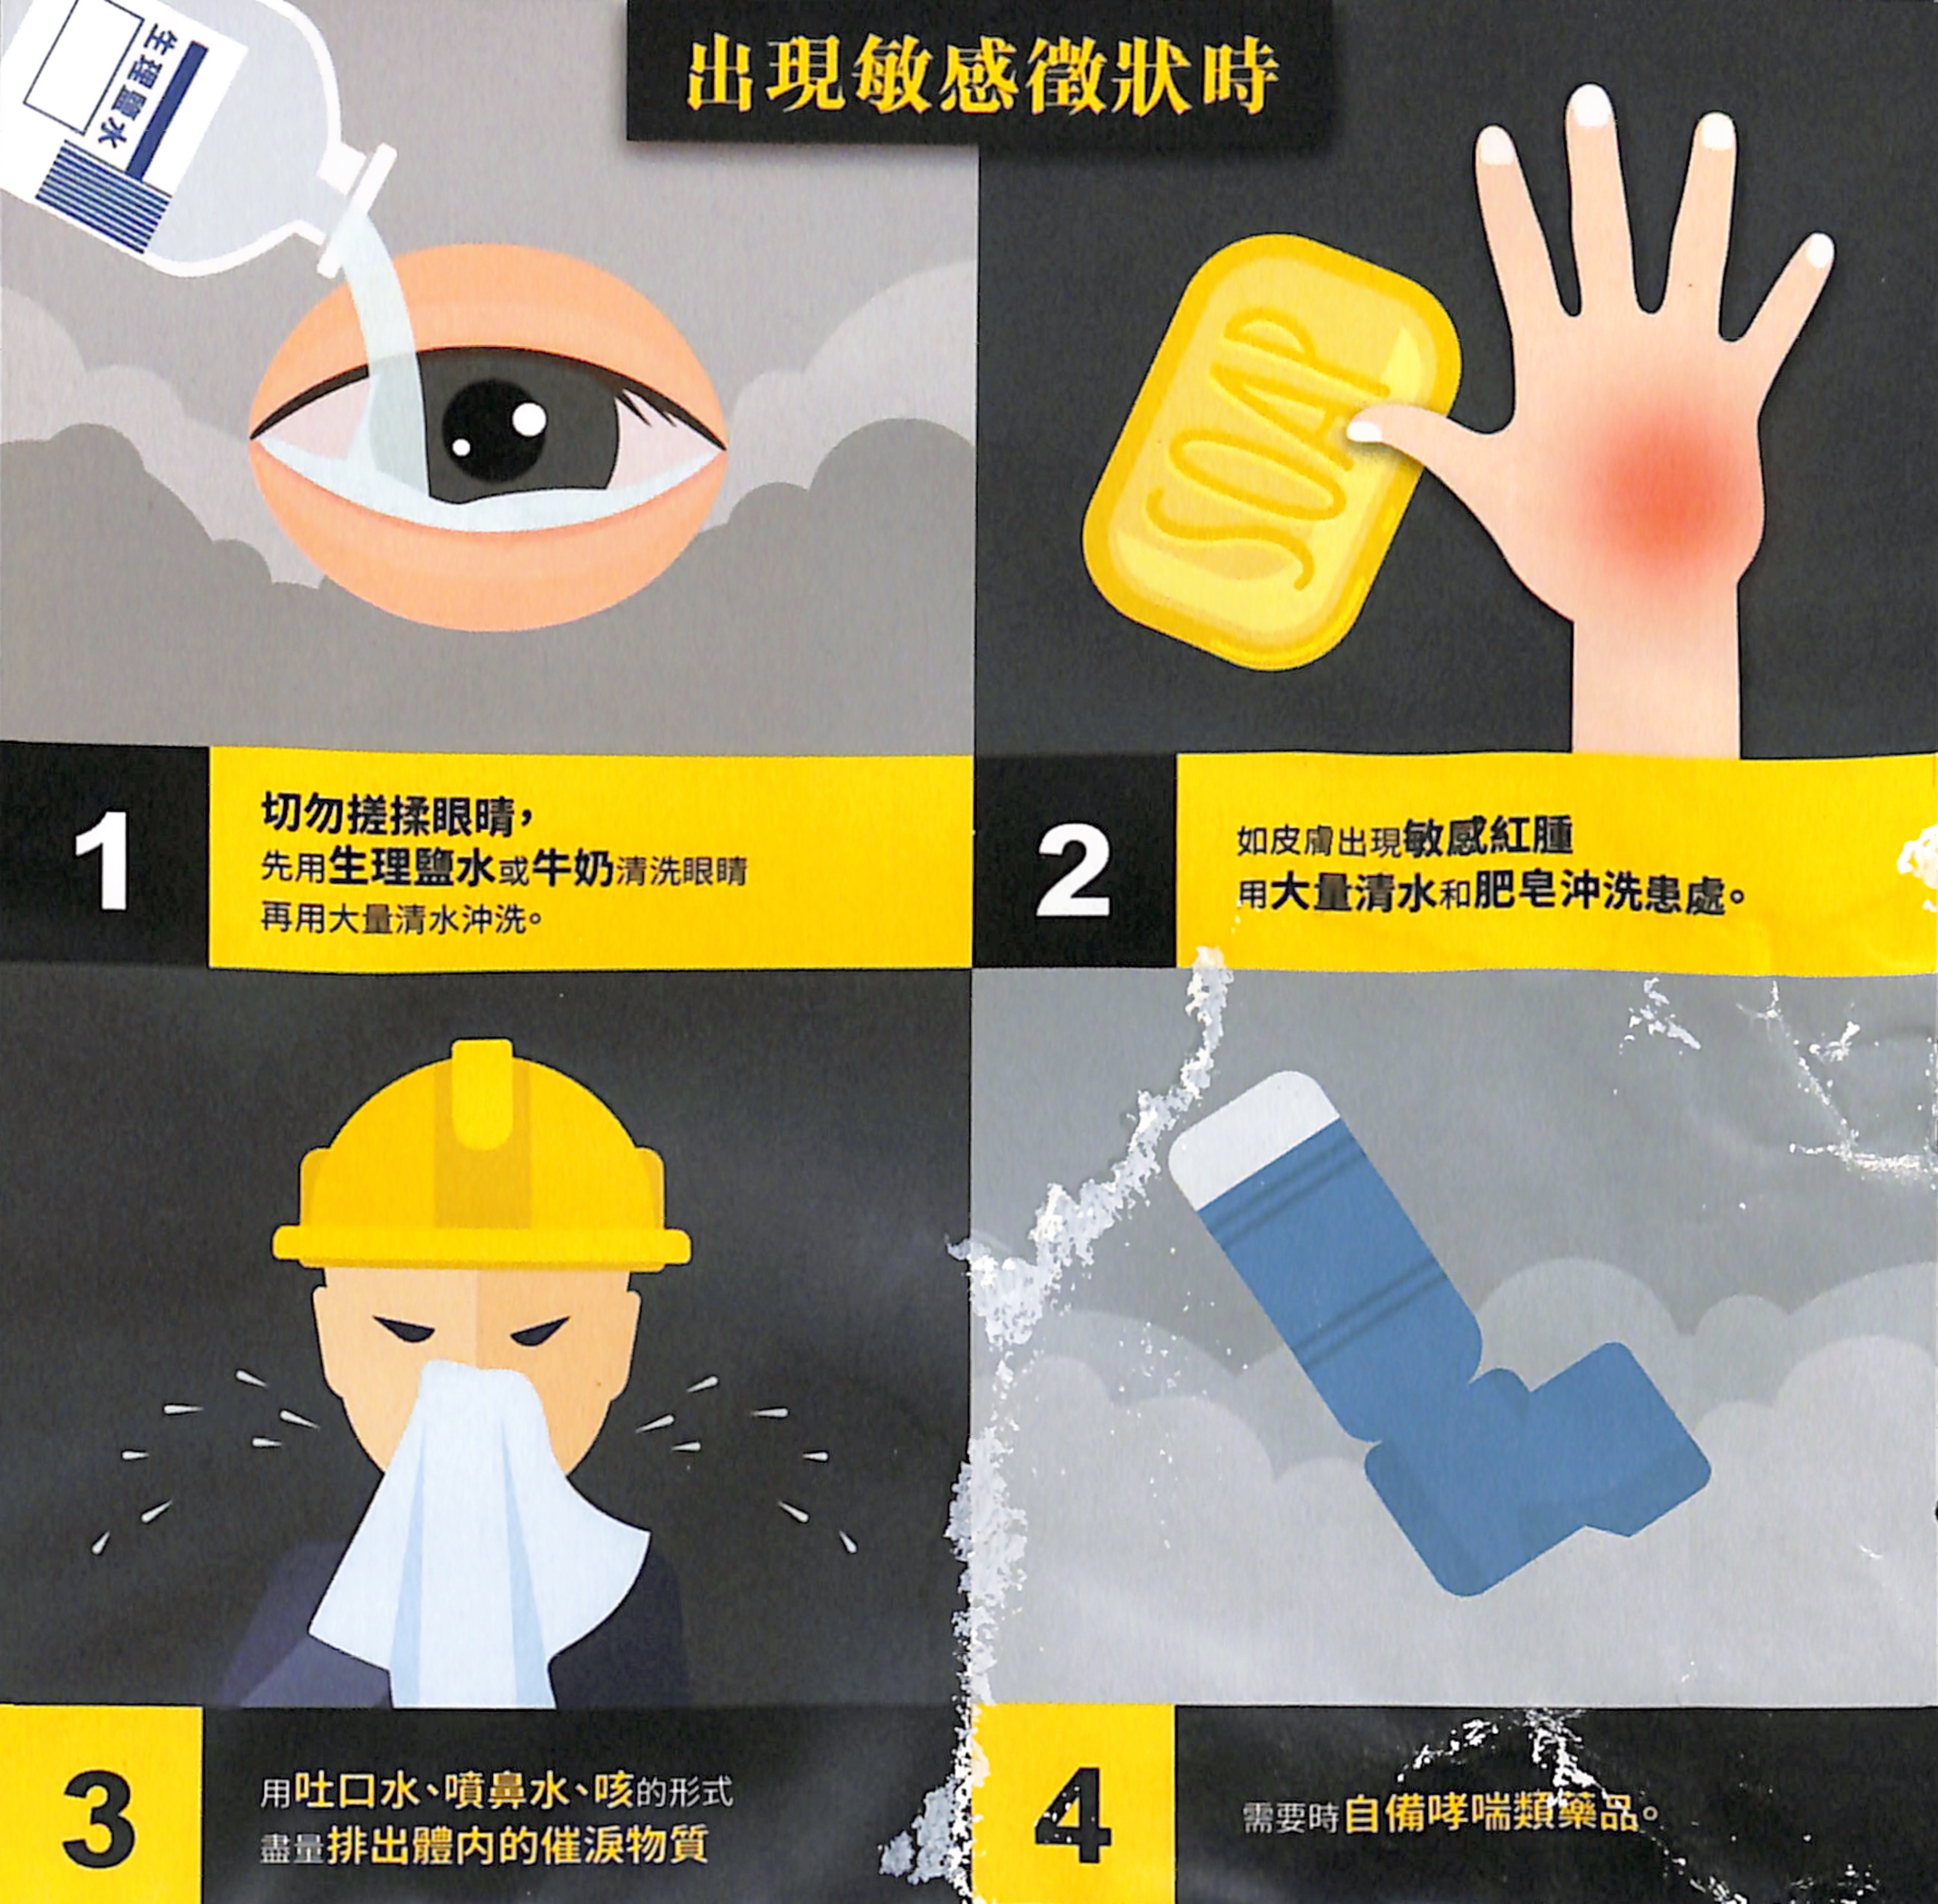 出現敏感徵狀時
生理鹽水
SOAP
1
切勿搓揉眼睛，
先用生理鹽水或牛奶清洗眼睛
再用大量清水沖洗。
2
如皮膚出現敏感紅腫
用大量清水和肥皂沖洗患處。
3
用吐口水、噴鼻水、咳的形式
盡量排出體内的催淚物質
4
需要時自備哮喘類藥品。